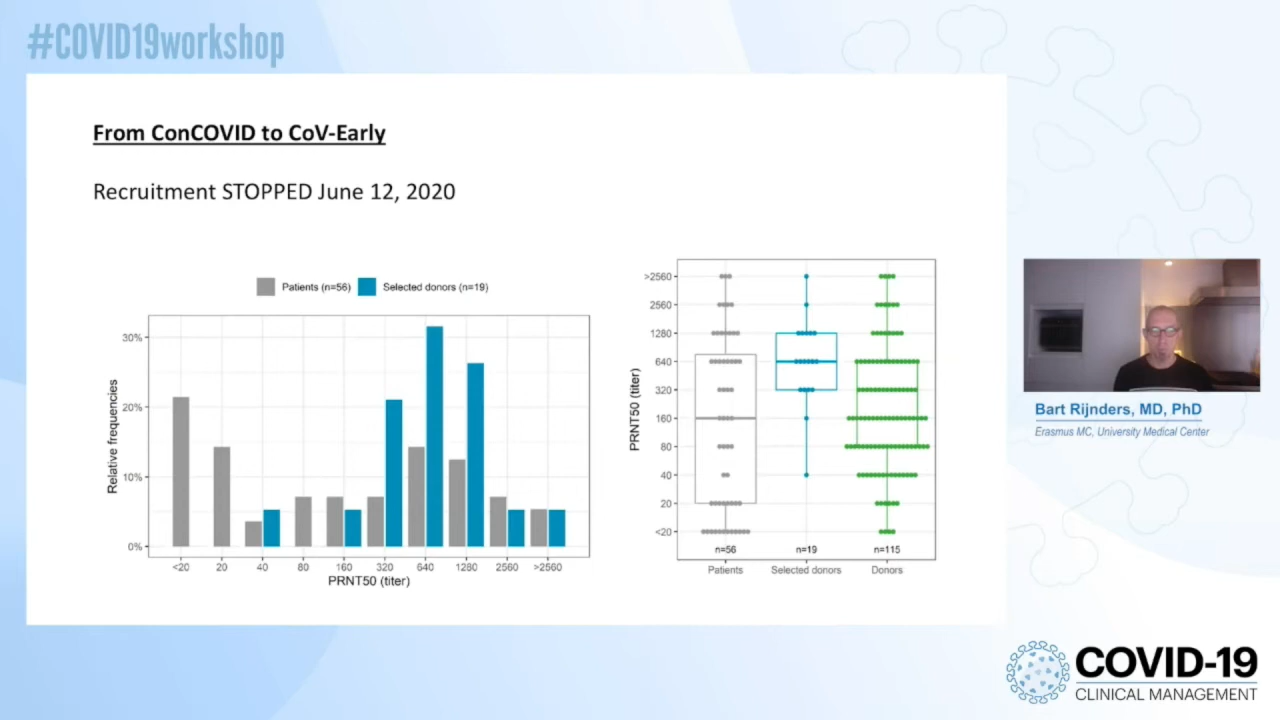 #COVID19workshop
From ConCOVID to CoV-Early
Recruitment STOPPED June 12, 2020
Patients (n=56) Selected donors (n=19)
Relative frequencies
30%
20%
10%
0%
<20 20 40 80 160 320 640 1280 2560 >2560
PRNT50 (titer)
PRNT50 (titer)
>2560
2560
1280
640
320
160
80
40
20
<20
n=56 n=19 n=115
Patients Selected donors Donors
Bart Rijnders, MD, PhD
Erasmus MC, University Medical Center
COVID-19
CLINICAL MANAGEMENT